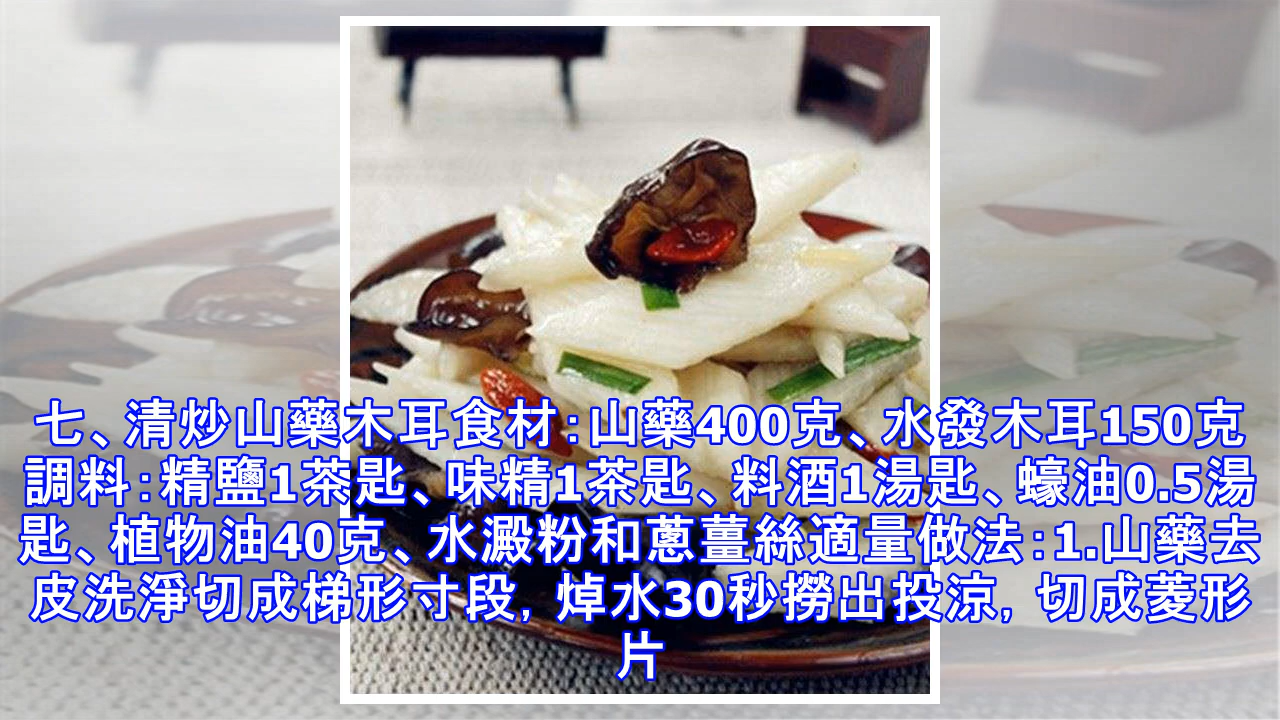 七、清炒山藥木耳食材：山藥400克、水發木耳150克
調料：精鹽1茶匙、味精1茶匙、料酒1湯匙、蠔油0.5湯
匙、植物油40克、水澱粉和蔥薑絲適量做法：1.山藥去
皮洗淨切成梯形寸段，焯水30秒撈出投涼，切成菱形
片